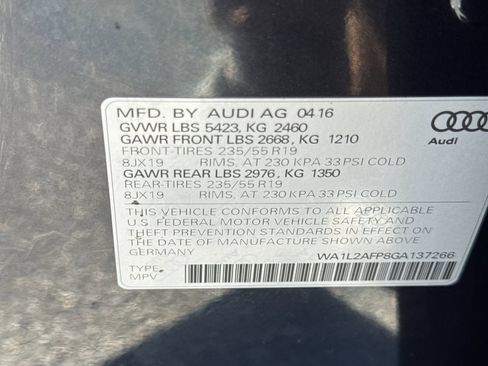 MFD. BY AUDI AG 04 16
GVWR LBS 5423, KG 2460
GAWR FRONT LBS 2668, KG 1210
FRONT-TIRES 235/55 R19
8JX19 RIMS, AT 230 KPA 33 PSI COLD
GAWR REAR LBS 2976, KG 1350
REAR-TIRES 235/55 R19
8JX19 RIMS, AT 230 KPA 33 PSI COLD
THIS VEHICLE CONFORMS TO ALL APPLICABLE
U.S. FEDERAL MOTOR VEHICLE SAFETY AND
THEFT PREVENTION STANDARDS IN EFFECT ON
THE DATE OF MANUFACTURE SHOWN ABOVE
GERMANY
WA1L2AFP8GA137266
TYPE:
MPV
Audi